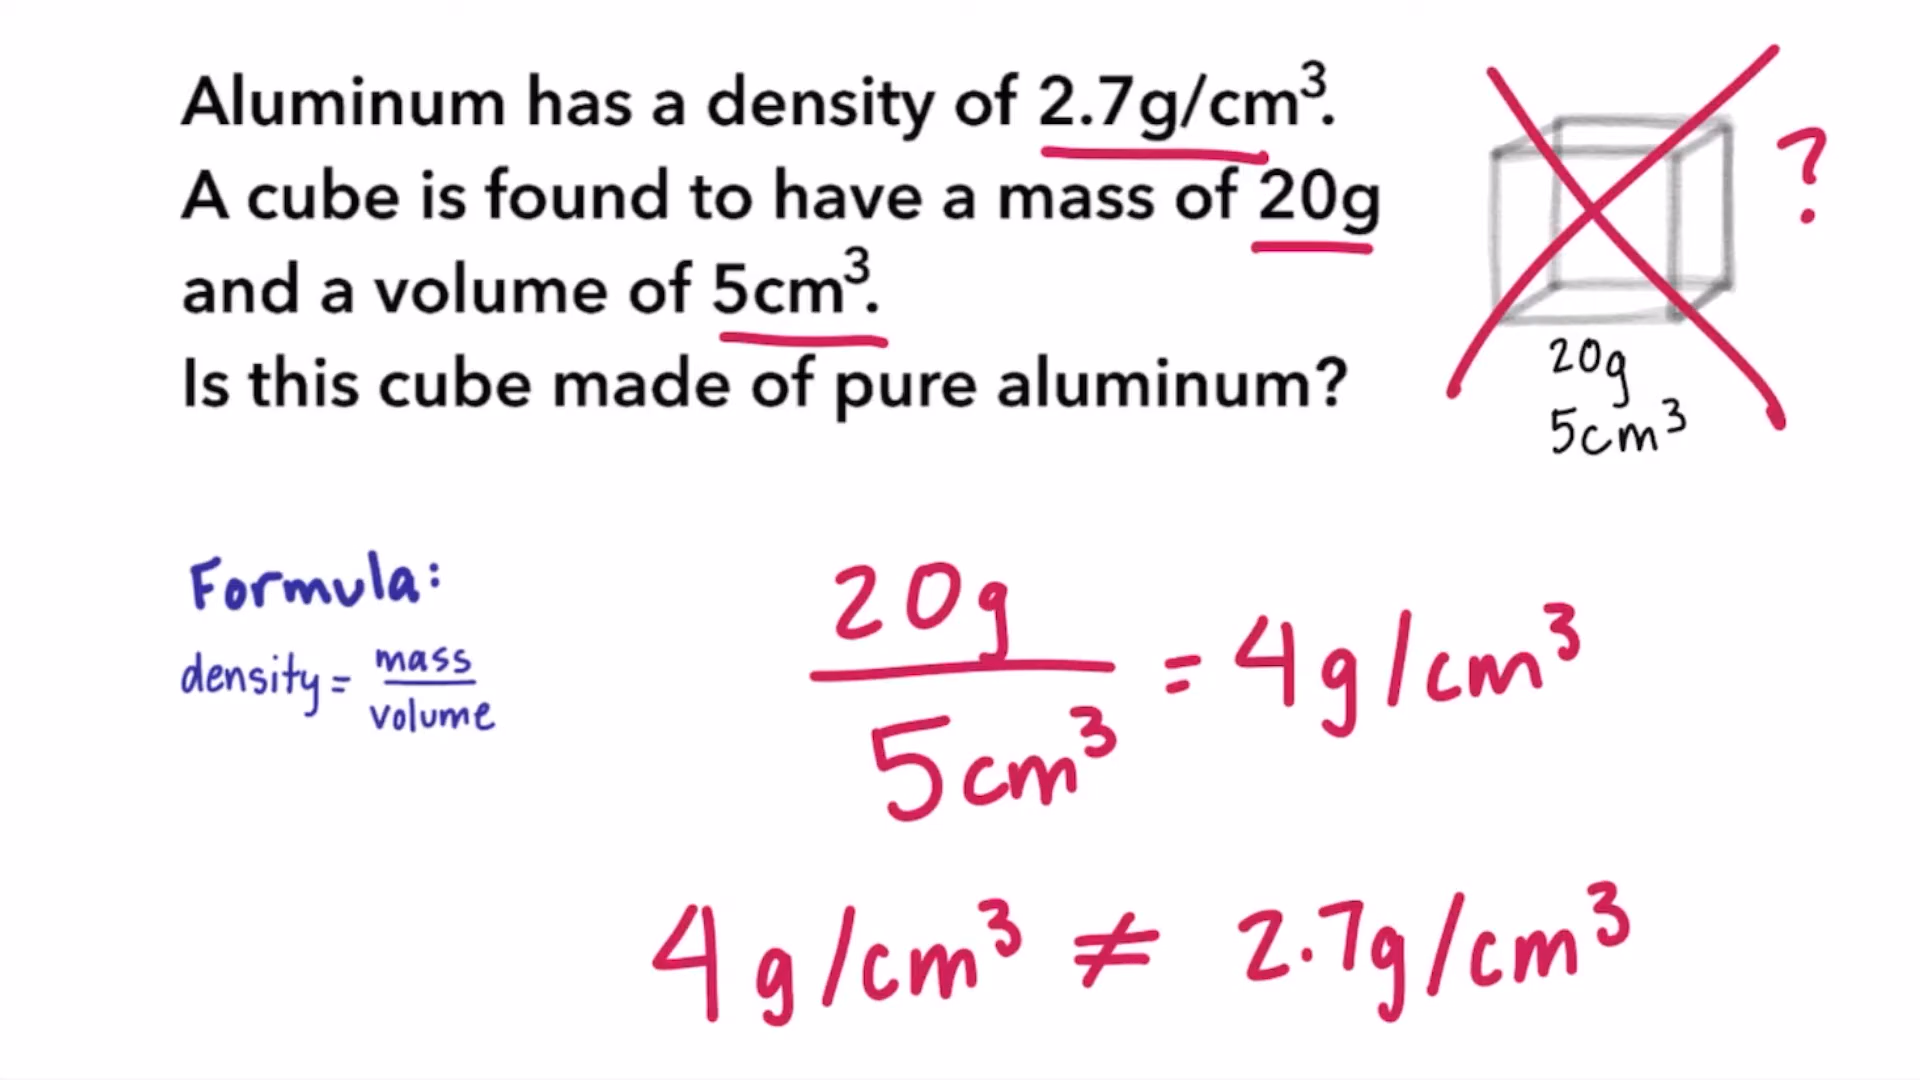 Aluminum has a density of 2.7g/cm³.
A cube is found to have a mass of 20g
and a volume of 5cm³.
Is this cube made of pure aluminum?
?
20g
5cm³
Formula:
density = mass
volume
20g
5cm³
= 4g/cm³
4g/cm³ ≠ 2.7g/cm³